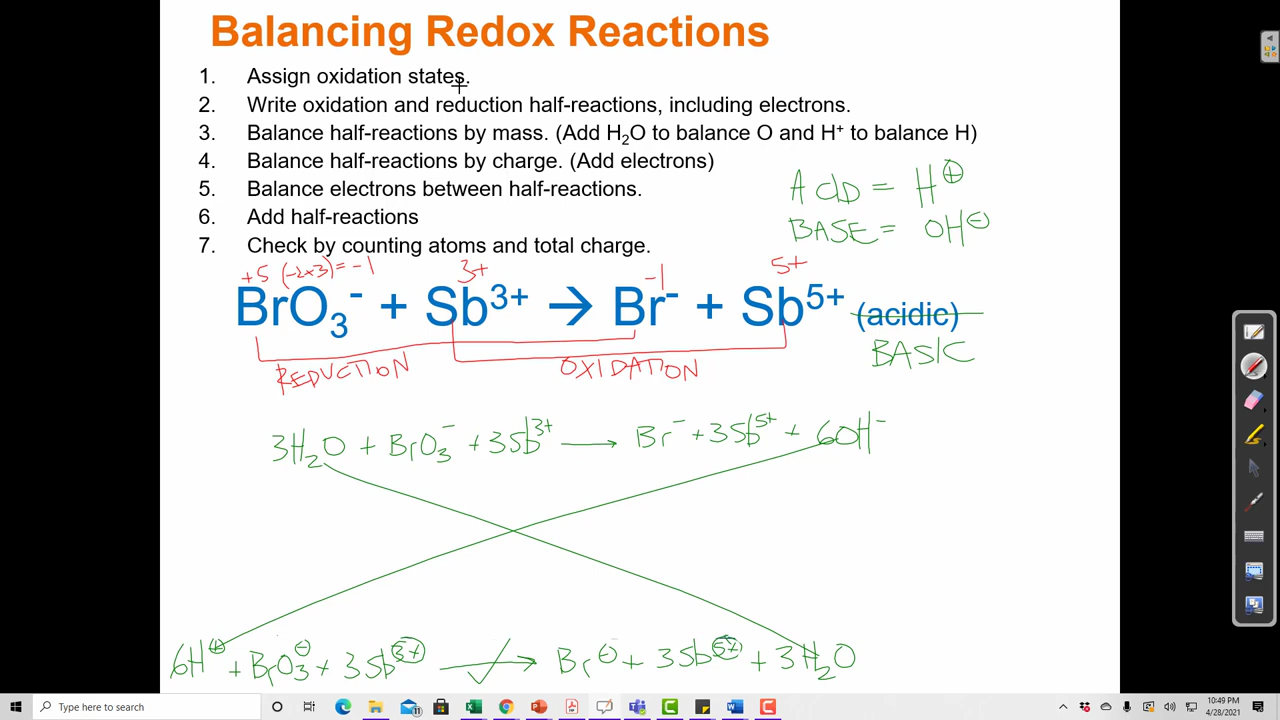 Balancing Redox Reactions
1. Assign oxidation states.
2. Write oxidation and reduction half-reactions, including electrons.
3. Balance half-reactions by mass. (Add H₂O to balance O and H⁺ to balance H)
4. Balance half-reactions by charge. (Add electrons)
5. Balance electrons between half-reactions.
6. Add half-reactions
7. Check by counting atoms and total charge.
ACID = H⊕
BASE = OH⊖
+5 (-2×3) = -1 3+ -1 5+
BrO₃⁻ + Sb³⁺ → Br⁻ + Sb⁵⁺ (acidic)
BASIC
REDUCTION OXIDATION
3H₂O + BrO₃⁻ + 3Sb³⁺ → Br⁻ + 3Sb⁵⁺ + 6OH⁻
6H⊕ + BrO₃⊖ + 3Sb³⁺ → Br⊖ + 3Sb⁵⁺ + 3H₂O
Type here to search
10:49 PM
4/28/2021